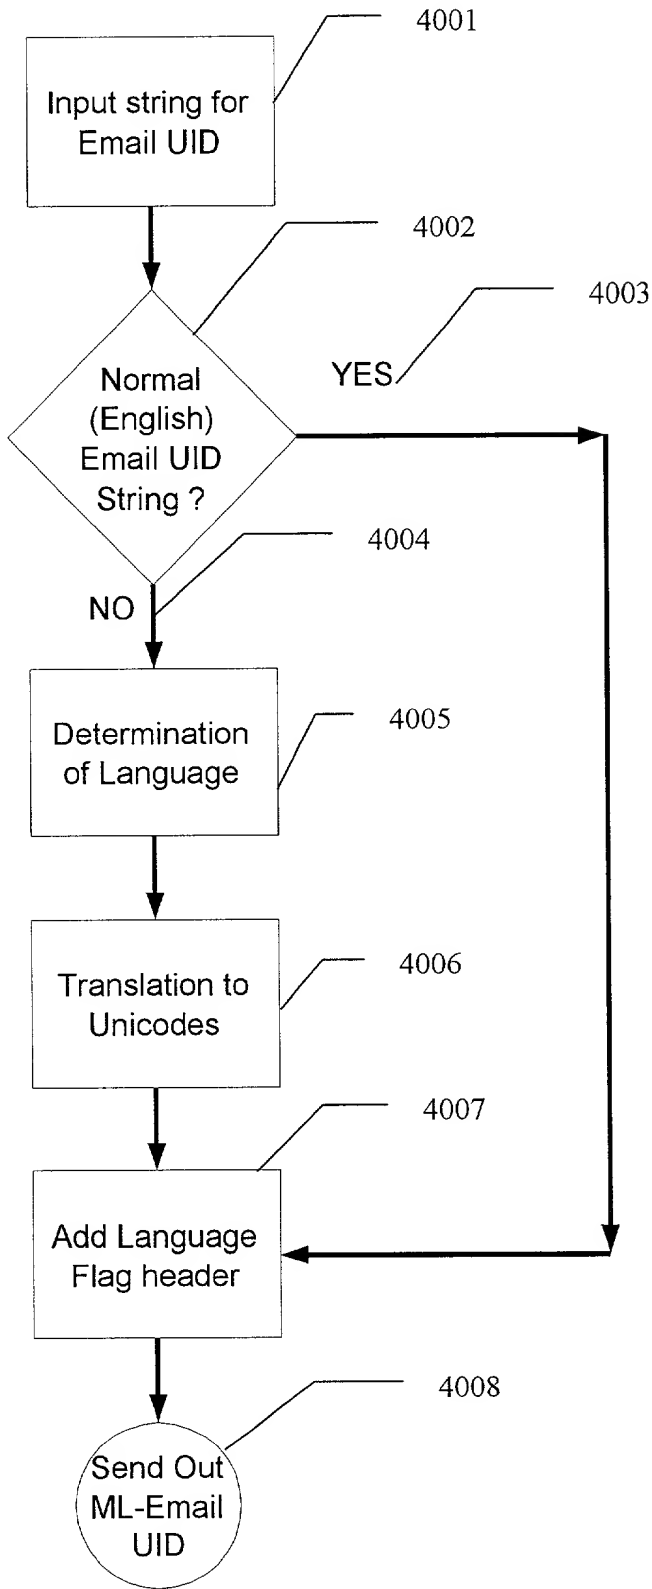 4001
Input string for
Email UID
4002
4003
YES
Normal
(English)
Email UID
String ?
4004
NO
4005
Determination
of Language
4006
Translation to
Unicodes
4007
Add Language
Flag header
4008
Send Out
ML-Email
UID